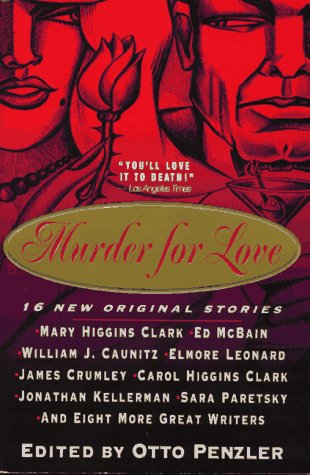 "YOU'LL LOVE
IT TO DEATH!"
-- Los Angeles Times
Murder for Love
16 NEW ORIGINAL STORIES
•MARY HIGGINS CLARK •ED MCBAIN
•WILLIAM J. CAUNITZ •ELMORE LEONARD
•JAMES CRUMLEY •CAROL HIGGINS CLARK
•JONATHAN KELLERMAN •SARA PARETSKY
•AND EIGHT MORE GREAT WRITERS
EDITED BY OTTO PENZLER